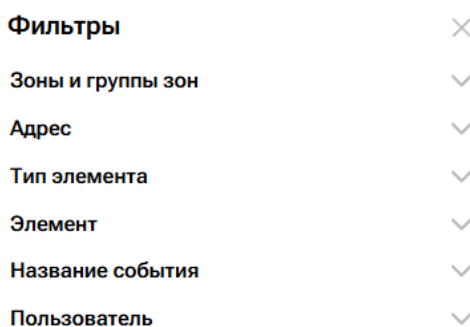 Фильтры
Зоны и группы зон
Адрес
Тип элемента
Элемент
Название события
Пользователь